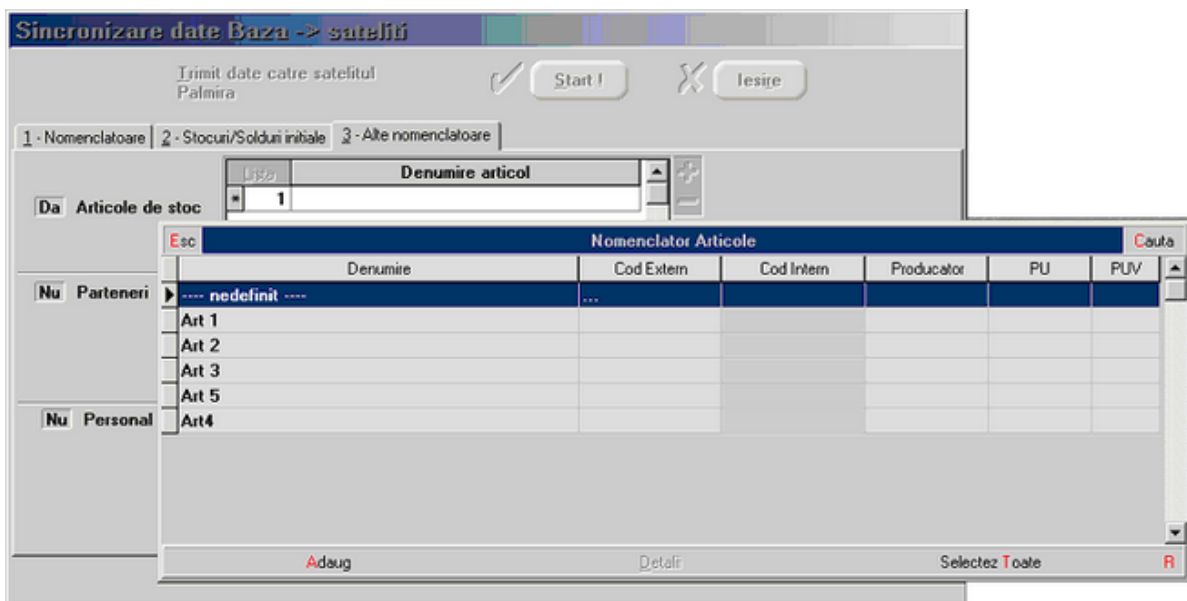 Sincronizare date Baza -> sateliti
Trimit date catre satelitul
Palmira
Start !
Iesire
1 - Nomenclatoare
2 - Stocuri/Solduri initiale
3 - Alte nomenclatoare
Lista
Denumire articol
1
Da Articole de stoc
Nu Parteneri
Nu Personal
Esc Nomenclator Articole Cauta
Denumire Cod Extern Cod Intern Producator PU PUV
---- nedefinit ---- ...
Art 1
Art 2
Art 3
Art 5
Art4
Adaug Detalii Selectez Toate R